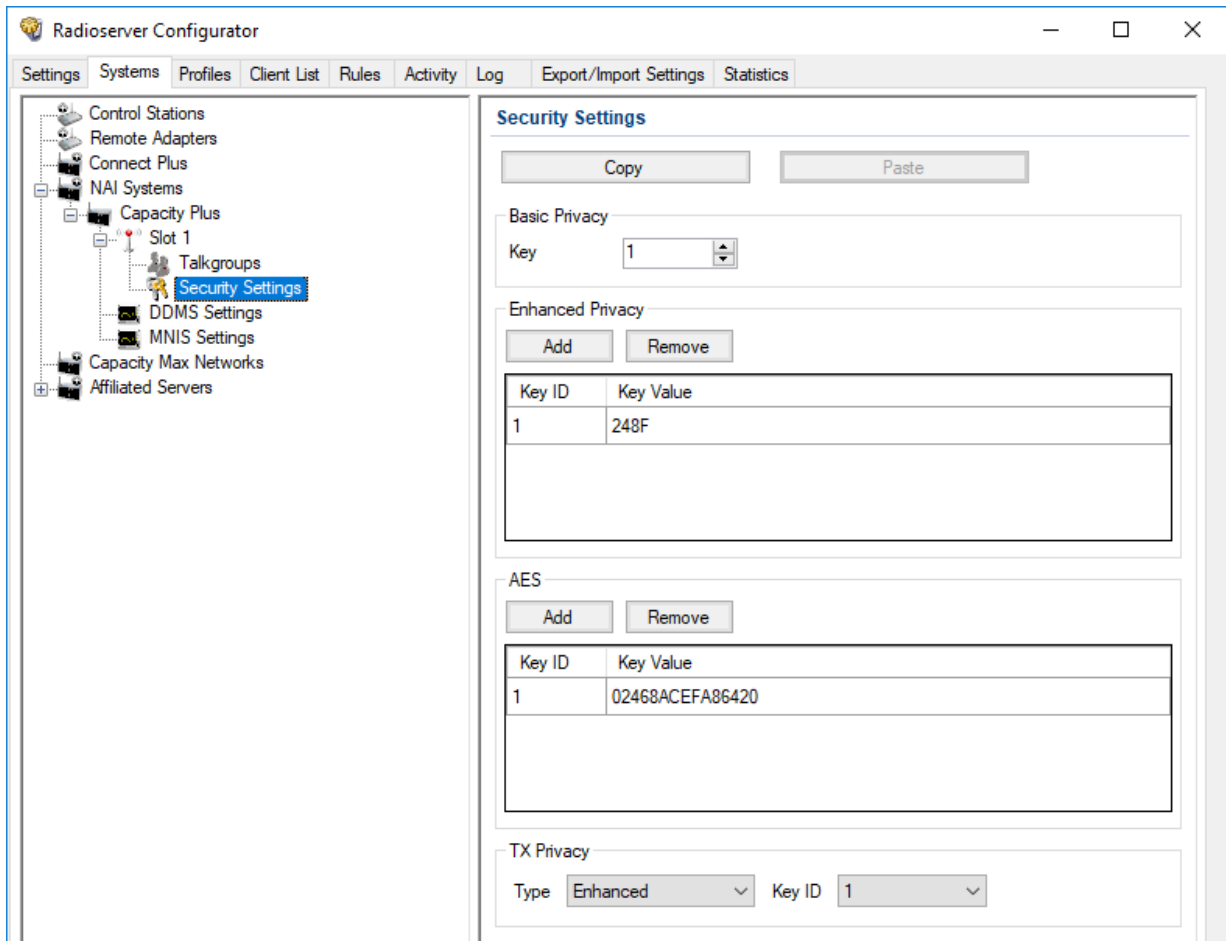 Radioserver Configurator
Settings Systems Profiles Client List Rules Activity Log Export/Import Settings Statistics
Control Stations
Remote Adapters
Connect Plus
NAI Systems
Capacity Plus
Slot 1
Talkgroups
Security Settings
DDMS Settings
MNIS Settings
Capacity Max Networks
Affiliated Servers
Security Settings
Copy Paste
Basic Privacy
Key 1
Enhanced Privacy
Add Remove
Key ID Key Value
1 248F
AES
Add Remove
Key ID Key Value
1 02468ACEFA86420
TX Privacy
Type Enhanced Key ID 1